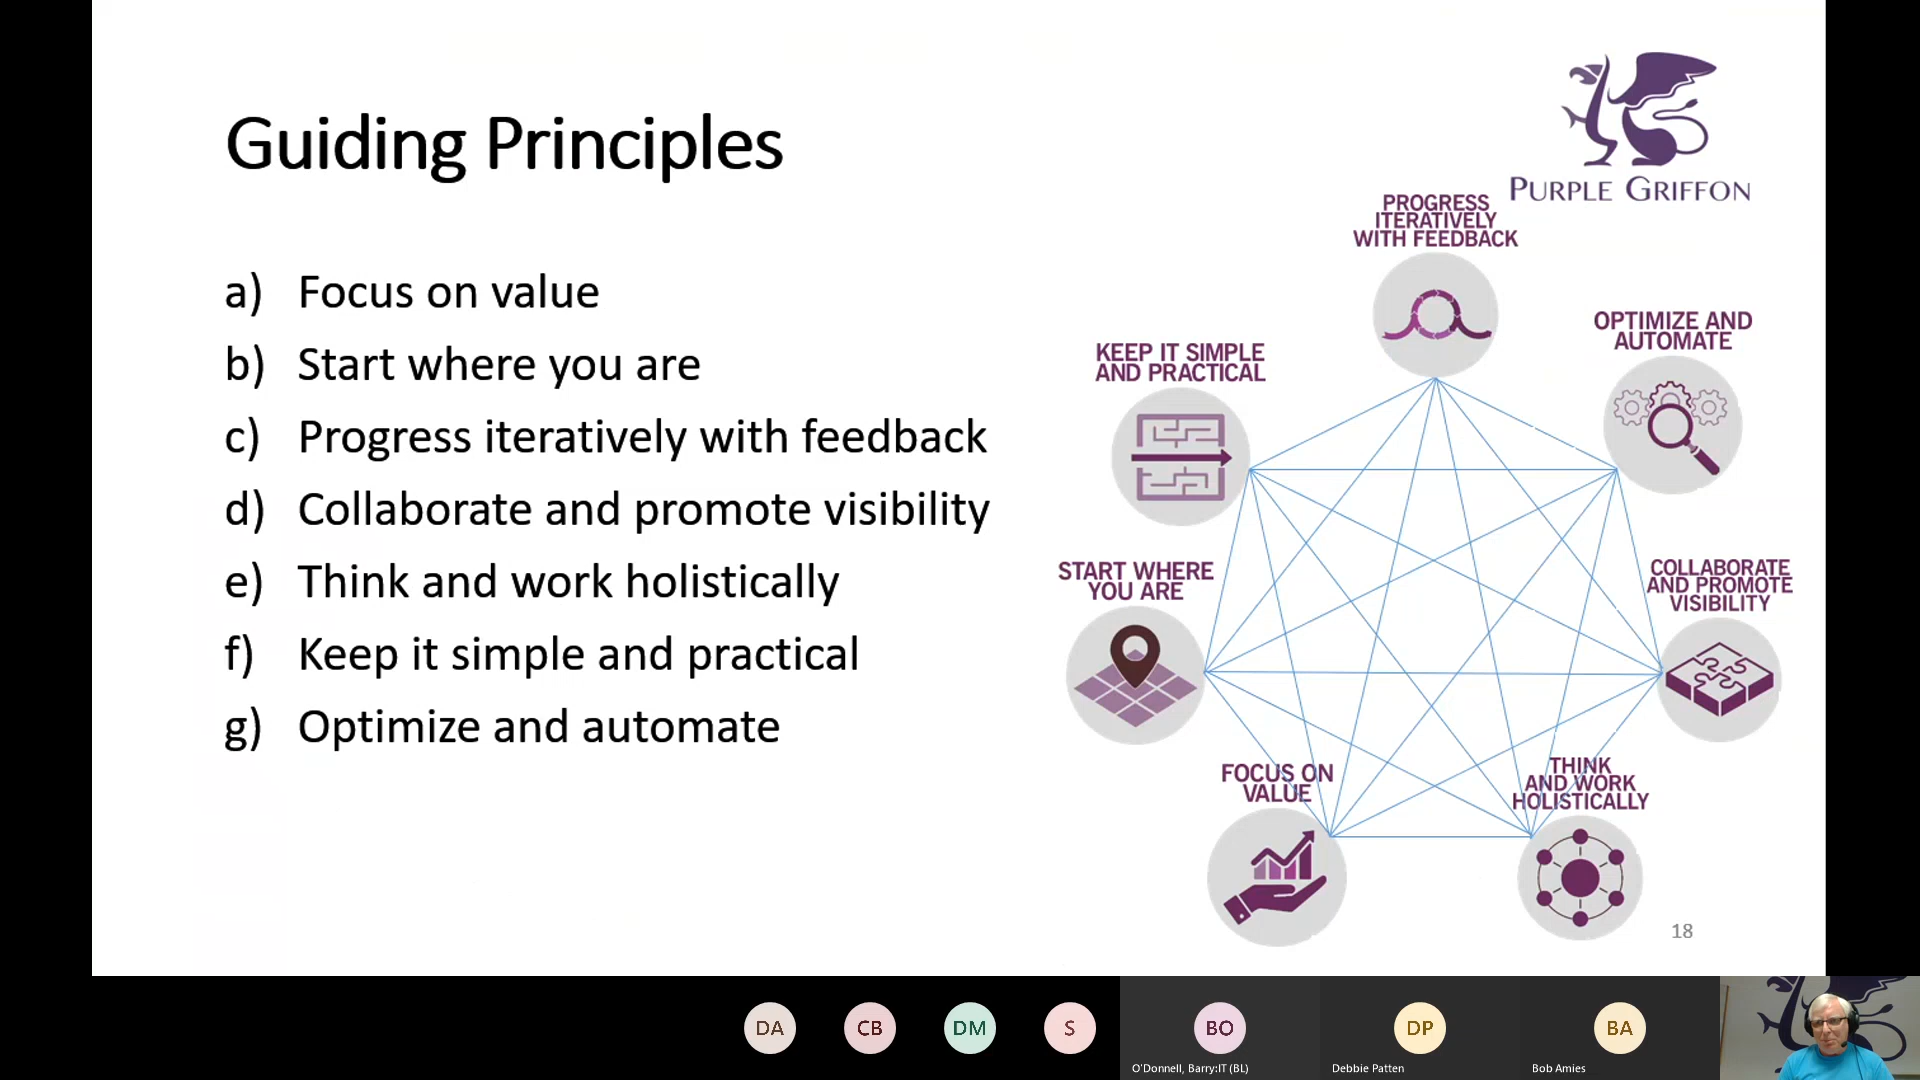 Guiding Principles
a) Focus on value
b) Start where you are
c) Progress iteratively with feedback
d) Collaborate and promote visibility
e) Think and work holistically
f) Keep it simple and practical
g) Optimize and automate
PURPLE GRIFFON
PROGRESS
ITERATIVELY
WITH FEEDBACK
OPTIMIZE AND
AUTOMATE
KEEP IT SIMPLE
AND PRACTICAL
COLLABORATE
AND PROMOTE
VISIBILITY
START WHERE
YOU ARE
THINK
AND WORK
HOLISTICALLY
FOCUS ON
VALUE
18
DA
CB
DM
S
BO
DP
BA
O'Donnell, Barry:IT (BL)
Debbie Patten
Bob Amies